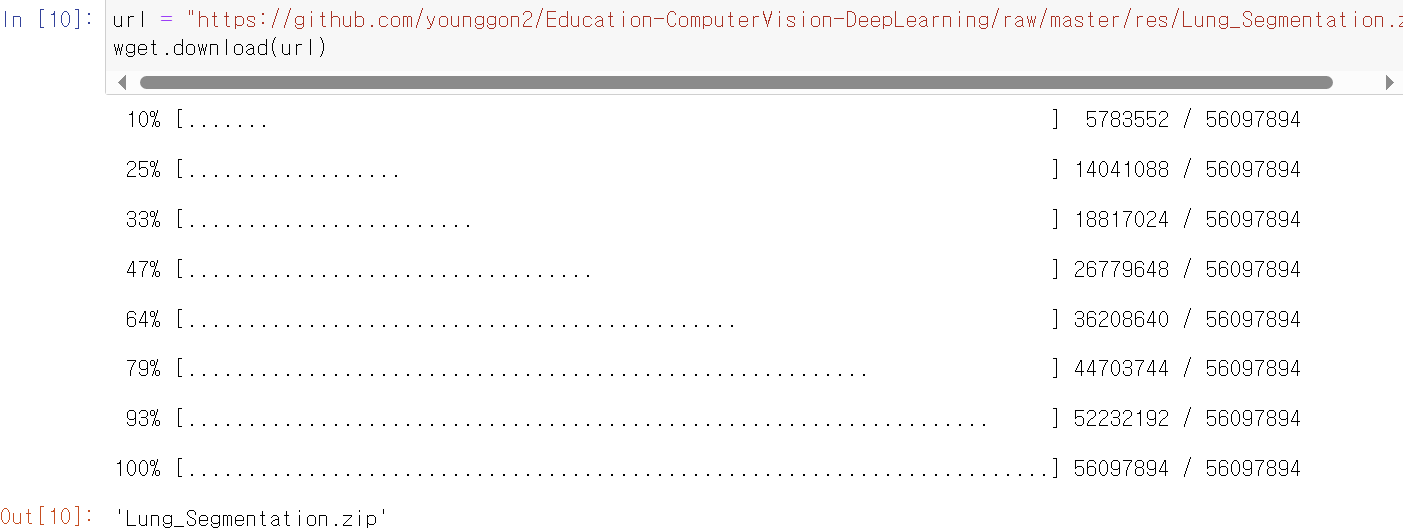 In [10]: url = "https://github.com/younggon2/Education-ComputerVision-DeepLearning/raw/master/res/Lung_Segmentation.z
wget.download(url)
10% [.......                                                                  ]  5783552 / 56097894
25% [..................                                                       ] 14041088 / 56097894
33% [........................                                                 ] 18817024 / 56097894
47% [..................................                                       ] 26779648 / 56097894
64% [..............................................                           ] 36208640 / 56097894
79% [.........................................................                ] 44703744 / 56097894
93% [...................................................................      ] 52232192 / 56097894
100% [........................................................................] 56097894 / 56097894
Out[10]: 'Lung_Segmentation.zip'